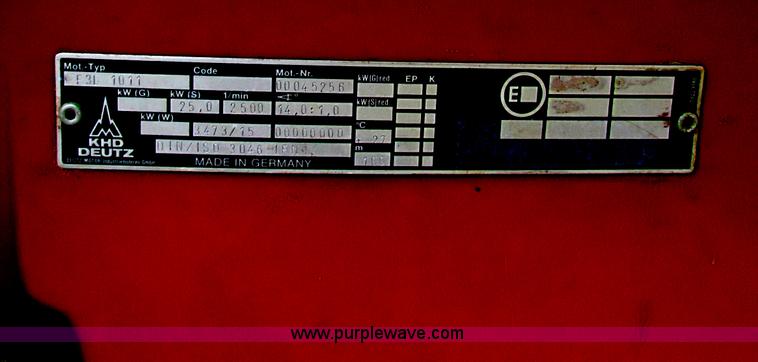 Mot.-Typ Code Mot.-Nr. kW(G)red. EP K
F3L 1011 00045256
kW (G) kW (S) 1/min kW(S)red.
25,0 2500 14,0:1,0
kW (W) °C
3473/15 00000000 27
KHD
DEUTZ
DIN/ISO 3046 m
MADE IN GERMANY
E
www.purplewave.com